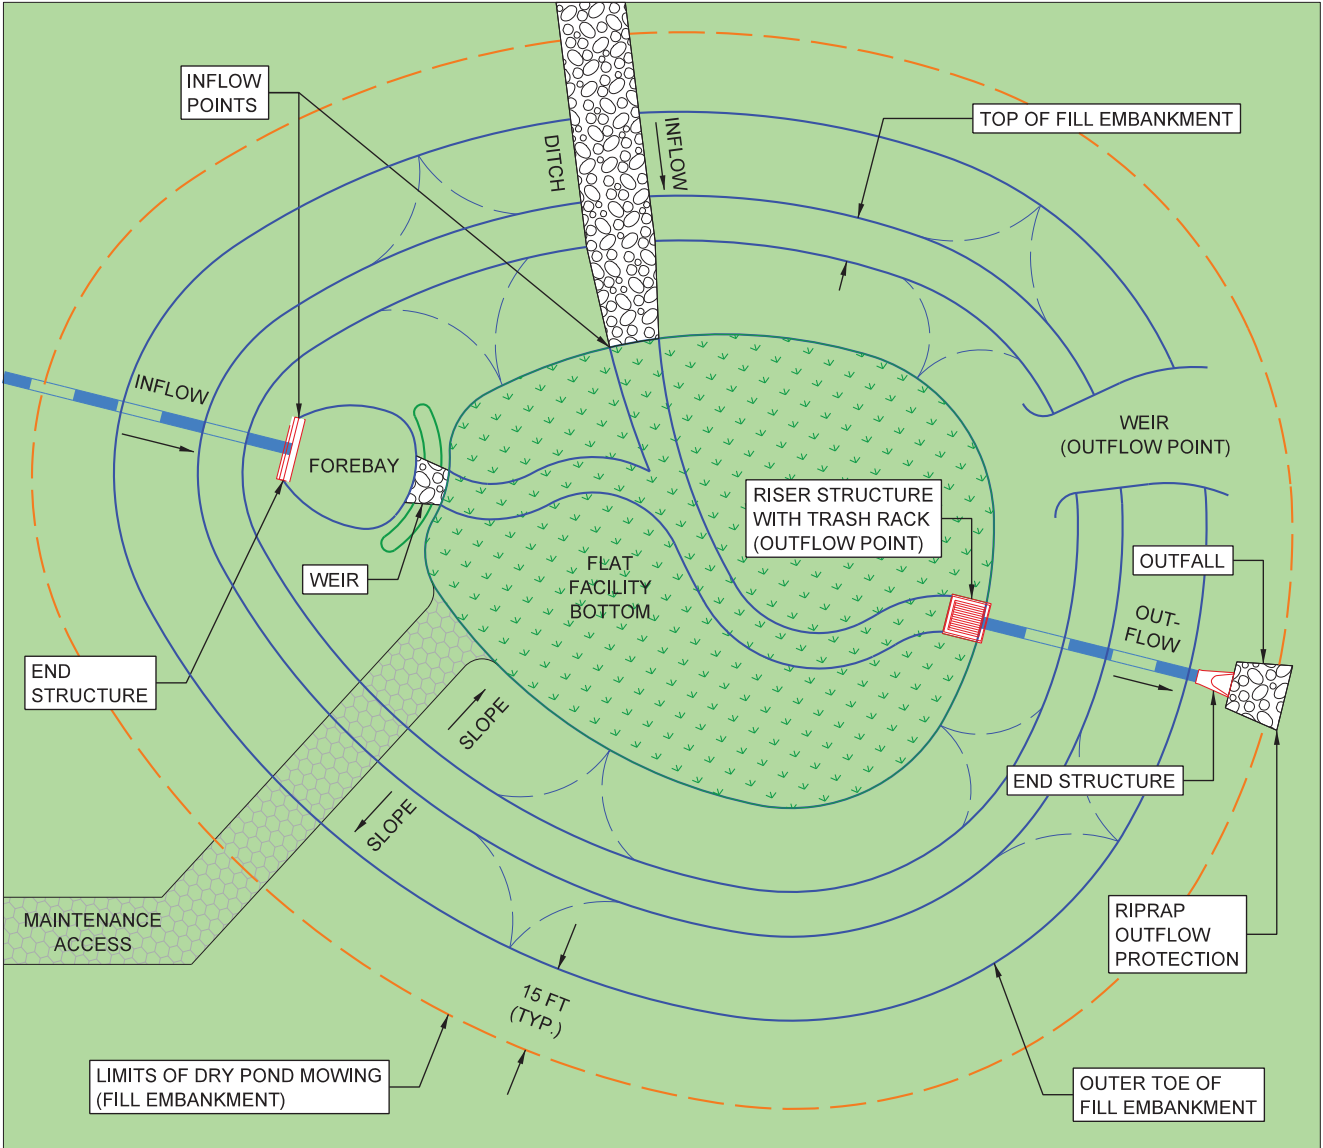 INFLOW
POINTS
DITCH
INFLOW
TOP OF FILL EMBANKMENT
INFLOW
FOREBAY
WEIR
(OUTFLOW POINT)
RISER STRUCTURE
WITH TRASH RACK
(OUTFLOW POINT)
WEIR
FLAT
FACILITY
BOTTOM
OUTFALL
OUT-
FLOW
END
STRUCTURE
SLOPE
SLOPE
END STRUCTURE
MAINTENANCE
ACCESS
RIPRAP
OUTFLOW
PROTECTION
15 FT
(TYP.)
LIMITS OF DRY POND MOWING
(FILL EMBANKMENT)
OUTER TOE OF
FILL EMBANKMENT